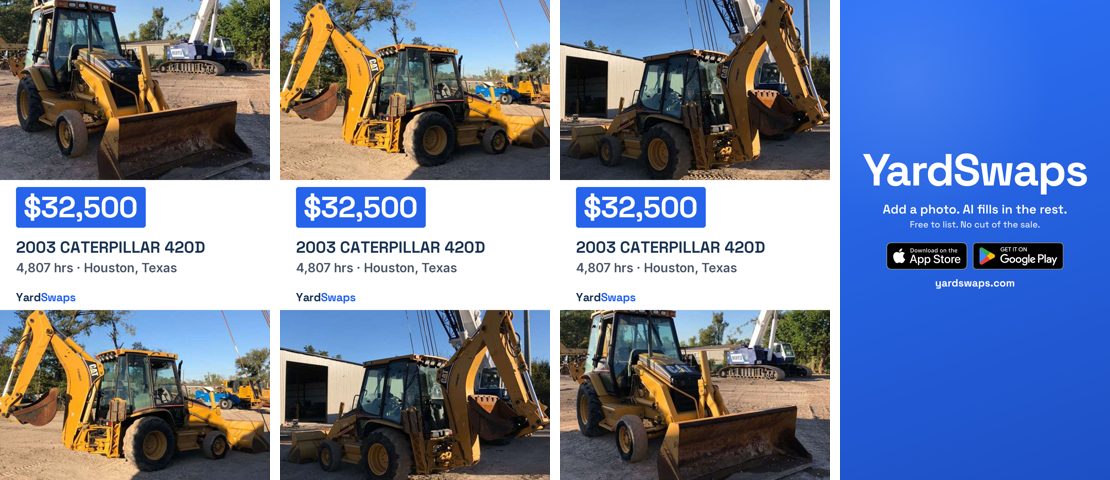 $32,500
2003 CATERPILLAR 420D
4,807 hrs · Houston, Texas
YardSwaps
$32,500
2003 CATERPILLAR 420D
4,807 hrs · Houston, Texas
YardSwaps
$32,500
2003 CATERPILLAR 420D
4,807 hrs · Houston, Texas
YardSwaps
CAT
CAT
YardSwaps
Add a photo. AI fills in the rest.
Free to list. No cut of the sale.
Download on the
App Store
GET IT ON
Google Play
yardswaps.com